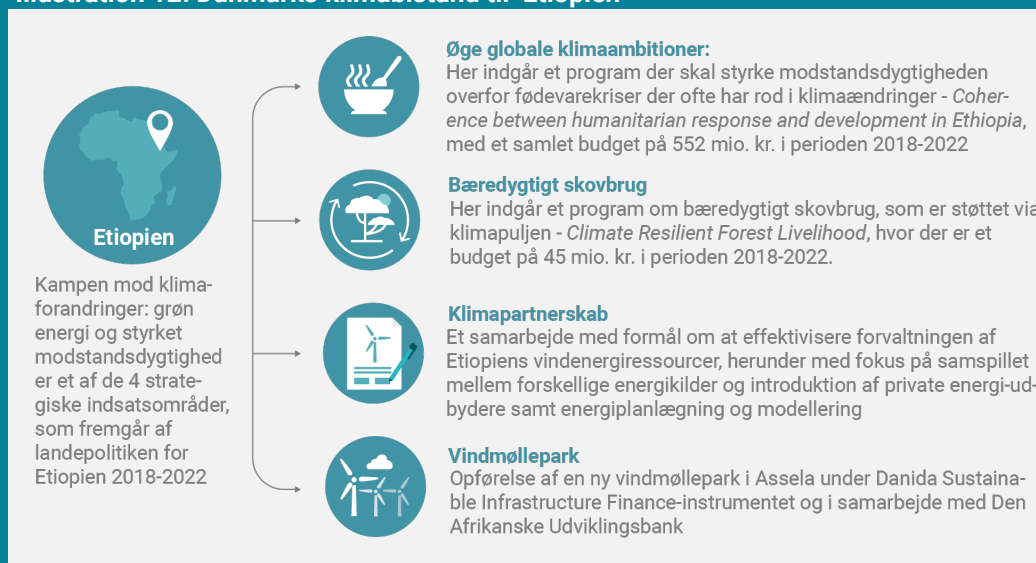 Illustration 12: Danmarks klimabistand til Etiopien
Etiopien
Kampen mod klima-
forandringer: grøn
energi og styrket
modstandsdygtighed
er et af de 4 strate-
giske indsatsområder,
som fremgår af
landepolitiken for
Etiopien 2018-2022
Øge globale klimaambitioner:
Her indgår et program der skal styrke modstandsdygtigheden
overfor fødevarekriser der ofte har rod i klimaændringer - Coher-
ence between humanitarian response and development in Ethiopia,
med et samlet budget på 552 mio. kr. i perioden 2018-2022
Bæredygtigt skovbrug
Her indgår et program om bæredygtigt skovbrug, som er støttet via
klimapuljen - Climate Resilient Forest Livelihood, hvor der er et
budget på 45 mio. kr. i perioden 2018-2022.
Klimapartnerskab
Et samarbejde med formål om at effektivisere forvaltningen af
Etiopiens vindenergiressourcer, herunder med fokus på samspillet
mellem forskellige energikilder og introduktion af private energi-ud-
bydere samt energiplanlægning og modellering
Vindmøllepark
Opførelse af en ny vindmøllepark i Assela under Danida Sustaina-
ble Infrastructure Finance-instrumentet og i samarbejde med Den
Afrikanske Udviklingsbank